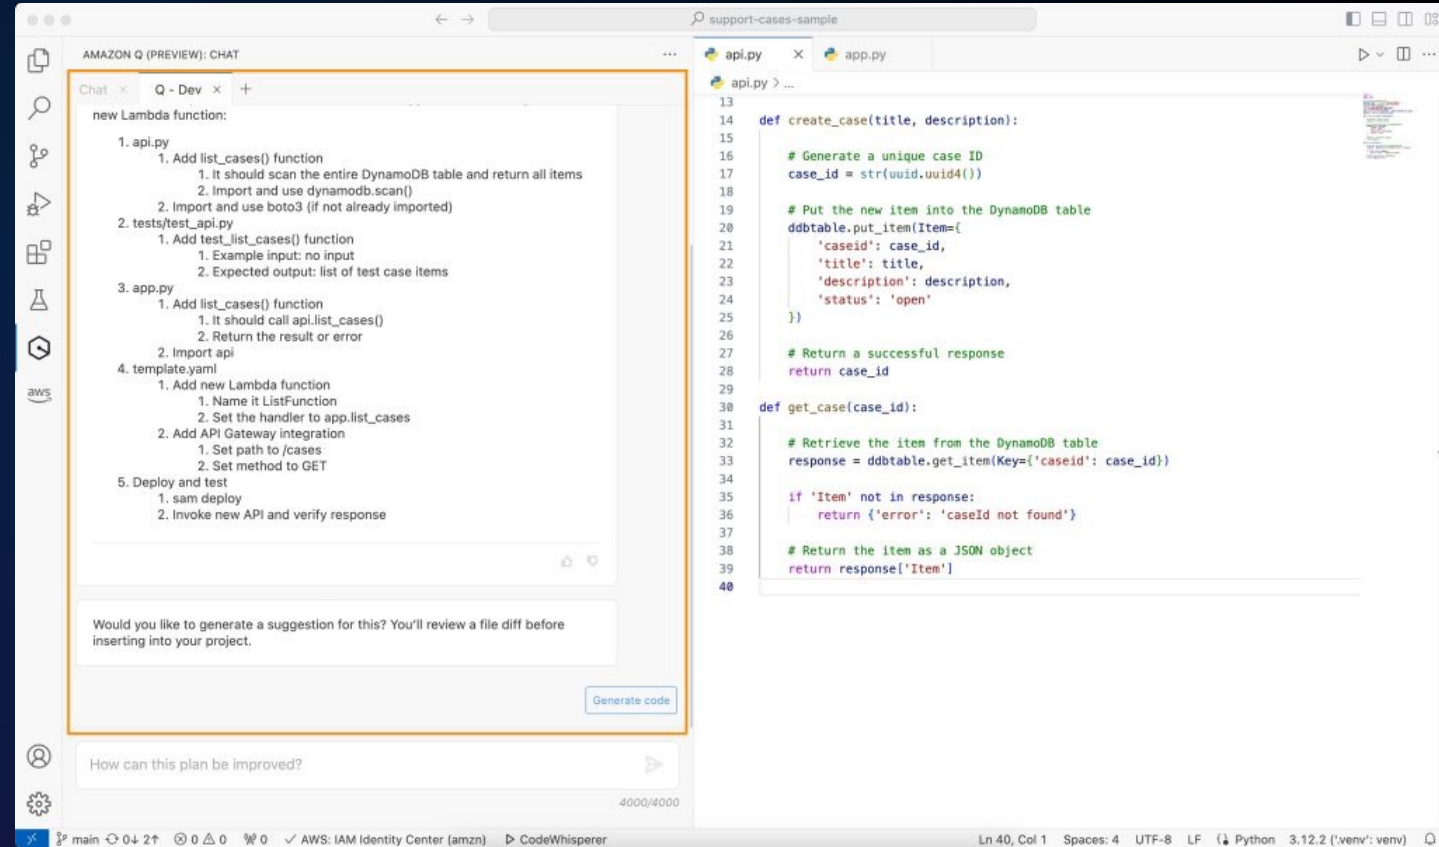 support-cases-sample
AMAZON Q (PREVIEW): CHAT
...
Chat ×
Q - Dev × +
new Lambda function:
1. api.py
1. Add list_cases() function
1. It should scan the entire DynamoDB table and return all items
2. Import and use dynamodb.scan()
2. Import and use boto3 (if not already imported)
2. tests/test_api.py
1. Add test_list_cases() function
1. Example input: no input
2. Expected output: list of test case items
3. app.py
1. Add list_cases() function
1. It should call api.list_cases()
2. Return the result or error
2. Import api
4. template.yaml
1. Add new Lambda function
1. Name it ListFunction
2. Set the handler to app.list_cases
2. Add API Gateway integration
1. Set path to /cases
2. Set method to GET
5. Deploy and test
1. sam deploy
2. Invoke new API and verify response
Would you like to generate a suggestion for this? You'll review a file diff before
inserting into your project.
Generate code
How can this plan be improved?
4000/4000
aws
api.py ×
app.py
api.py > ...
13
14 def create_case(title, description):
15
16 # Generate a unique case ID
17 case_id = str(uuid.uuid4())
18
19 # Put the new item into the DynamoDB table
20 ddbtable.put_item(Item={
21 'caseid': case_id,
22 'title': title,
23 'description': description,
24 'status': 'open'
25 })
26
27 # Return a successful response
28 return case_id
29
30 def get_case(case_id):
31
32 # Retrieve the item from the DynamoDB table
33 response = ddbtable.get_item(Key={'caseid': case_id})
34
35 if 'Item' not in response:
36 return {'error': 'caseId not found'}
37
38 # Return the item as a JSON object
39 return response['Item']
40
main 0↓ 2↑ 0 0 0 ✓ AWS: IAM Identity Center (amzn) ▷ CodeWhisperer
Ln 40, Col 1 Spaces: 4 UTF-8 LF Python 3.12.2 ('.venv': venv)